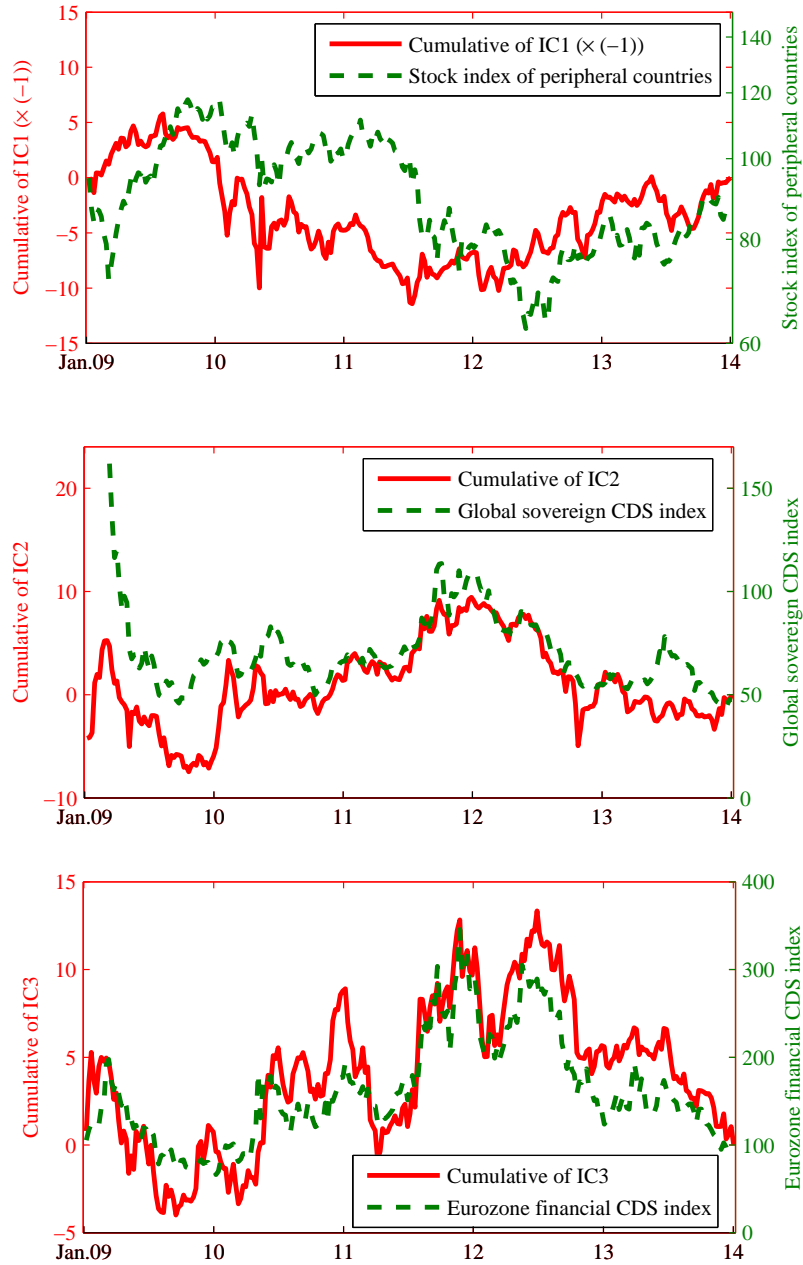 Cumulative of IC1 (× (−1))
Stock index of peripheral countries
15
10
5
0
−5
−10
−15
150
120
100
80
60
Cumulative of IC1 (× (−1))
Stock index of peripheral countries
Jan.09 10 11 12 13 14
Cumulative of IC2
Global sovereign CDS index
20
10
0
−10
150
100
50
0
Cumulative of IC2
Global sovereign CDS index
Jan.09 10 11 12 13 14
15
10
5
0
−5
400
300
200
100
0
Cumulative of IC3
Eurozone financial CDS index
Cumulative of IC3
Eurozone financial CDS index
Jan.09 10 11 12 13 14